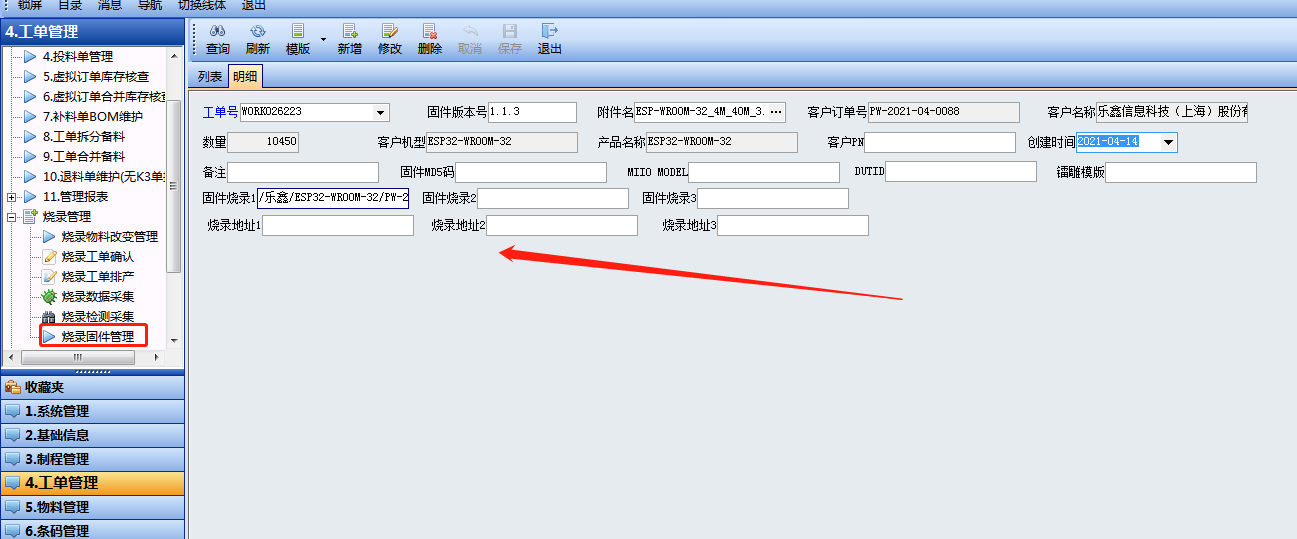 锁屏 目录 消息 导航 切换线体 退出
4.工单管理
4.投料单管理
5.虚拟订单库存核查
6.虚拟订单合并库存核查
7.补料单BOM维护
8.工单拆分备料
9.工单合并备料
10.退料单维护(无K3单据
11.管理报表
烧录管理
烧录物料改变管理
烧录工单确认
烧录工单排产
烧录数据采集
烧录检测采集
烧录固件管理
收藏夹
1.系统管理
2.基础信息
3.制程管理
4.工单管理
5.物料管理
6.条码管理
查询 刷新 模版 新增 修改 删除 取消 保存 退出
列表 明细
工单号 WORK026223 固件版本号 1.1.3 附件名 ESP-WROOM-32_4M_40M_3. ... 客户订单号 PW-2021-04-0088 客户名称 乐鑫信息科技（上海）股份有
数量 10450 客户机型 ESP32-WROOM-32 产品名称 ESP32-WROOM-32 客户PN 创建时间 2021-04-14
备注 固件MD5码 MIIO MODEL DUTID 镭雕模版
固件烧录1 /乐鑫/ESP32-WROOM-32/PW-2 固件烧录2 固件烧录3
烧录地址1 烧录地址2 烧录地址3